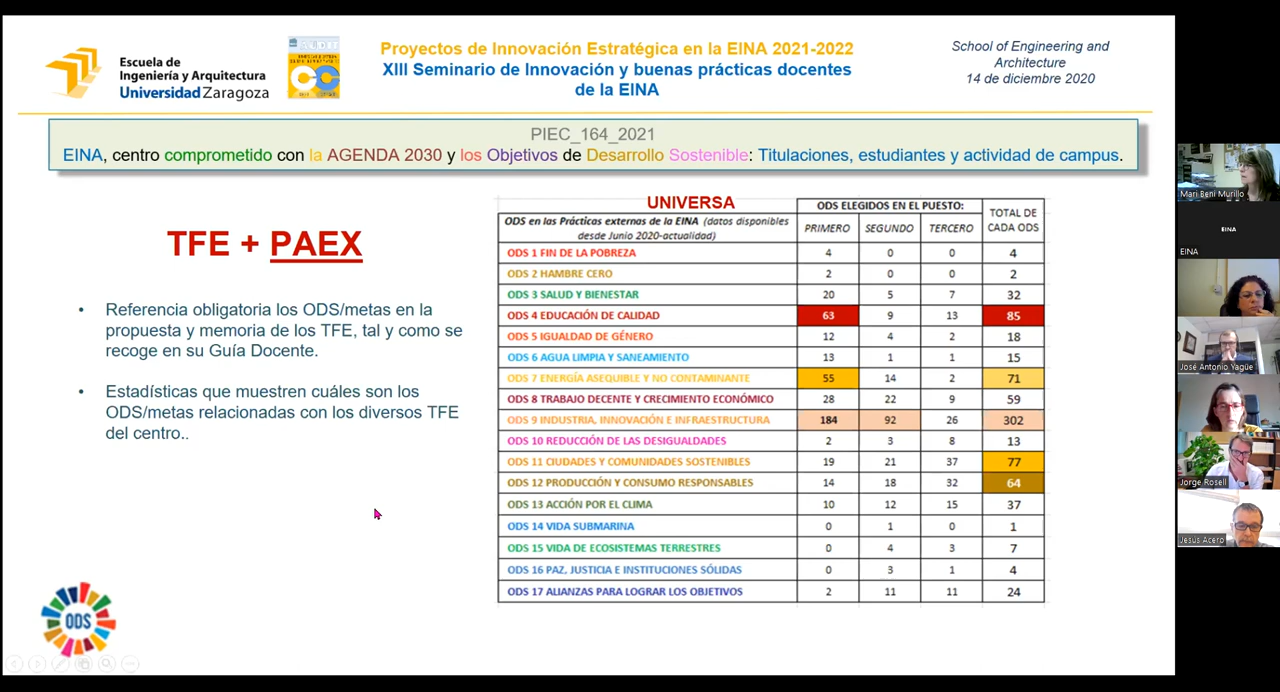 Escuela de
Ingeniería y Arquitectura
Universidad Zaragoza
Proyectos de Innovación Estratégica en la EINA 2021-2022
XIII Seminario de Innovación y buenas prácticas docentes
de la EINA
School of Engineering and
Architecture
14 de diciembre 2020
PIEC_164_2021
EINA, centro comprometido con la AGENDA 2030 y los Objetivos de Desarrollo Sostenible: Titulaciones, estudiantes y actividad de campus.
TFE + PAEX
• Referencia obligatoria los ODS/metas en la
propuesta y memoria de los TFE, tal y como se
recoge en su Guía Docente.
• Estadísticas que muestren cuáles son los
ODS/metas relacionadas con los diversos TFE
del centro..
ODS
UNIVERSA
ODS en las Prácticas externas de la EINA (datos disponibles
desde Junio 2020-actualidad)
ODS ELEGIDOS EN EL PUESTO:
PRIMERO SEGUNDO TERCERO
TOTAL DE
CADA ODS
ODS 1 FIN DE LA POBREZA 4 0 0 4
ODS 2 HAMBRE CERO 2 0 0 2
ODS 3 SALUD Y BIENESTAR 20 5 7 32
ODS 4 EDUCACIÓN DE CALIDAD 63 9 13 85
ODS 5 IGUALDAD DE GÉNERO 12 4 2 18
ODS 6 AGUA LIMPIA Y SANEAMIENTO 13 1 1 15
ODS 7 ENERGÍA ASEQUIBLE Y NO CONTAMINANTE 55 14 2 71
ODS 8 TRABAJO DECENTE Y CRECIMIENTO ECONÓMICO 28 22 9 59
ODS 9 INDUSTRIA, INNOVACIÓN E INFRAESTRUCTURA 184 92 26 302
ODS 10 REDUCCIÓN DE LAS DESIGUALDADES 2 3 8 13
ODS 11 CIUDADES Y COMUNIDADES SOSTENIBLES 19 21 37 77
ODS 12 PRODUCCIÓN Y CONSUMO RESPONSABLES 14 18 32 64
ODS 13 ACCIÓN POR EL CLIMA 10 12 15 37
ODS 14 VIDA SUBMARINA 0 1 0 1
ODS 15 VIDA DE ECOSISTEMAS TERRESTRES 0 4 3 7
ODS 16 PAZ, JUSTICIA E INSTITUCIONES SÓLIDAS 0 3 1 4
ODS 17 ALIANZAS PARA LOGRAR LOS OBJETIVOS 2 11 11 24
Mari Beni Murillo
EINA
EINA
José Antonio Yagüe
Jorge Rosell
Jesús Acero